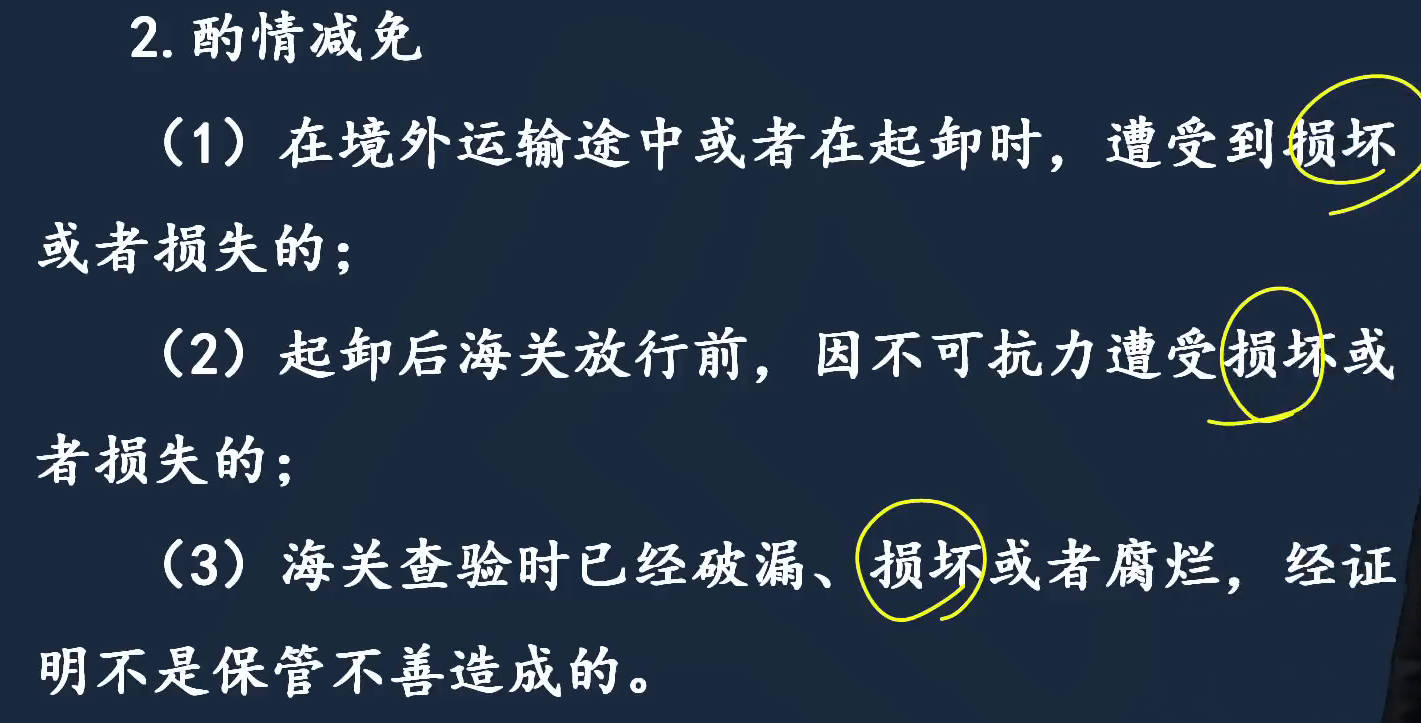 2.酌情减免
（1）在境外运输途中或者在起卸时，遭受到损坏
或者损失的；
（2）起卸后海关放行前，因不可抗力遭受损坏或
者损失的；
（3）海关查验时已经破漏、损坏或者腐烂，经证
明不是保管不善造成的。